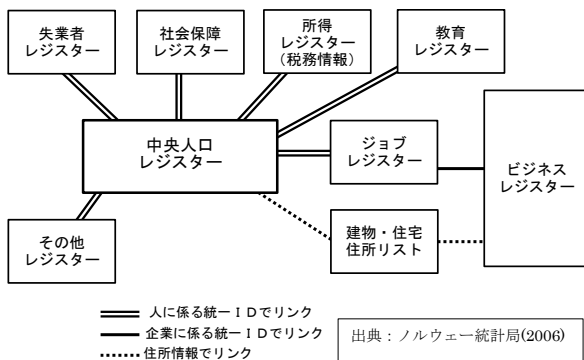 失業者
レジスター
社会保障
レジスター
所得
レジスター
(税務情報)
教育
レジスター
中央人口
レジスター
ジョブ
レジスター
ビジネス
レジスター
その他
レジスター
建物・住宅
住所リスト
人に係る統一ＩＤでリンク
企業に係る統一ＩＤでリンク
住所情報でリンク
出典：ノルウェー統計局(2006)